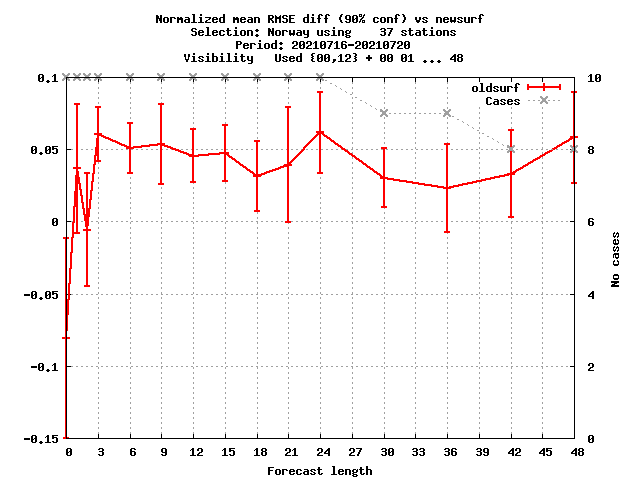 Normalized mean RMSE diff (90% conf) vs newsurf
Selection: Norway using    37 stations
Period: 20210716-20210720
Visibility   Used {00,12} + 00 01 ... 48
oldsurf
Cases
0.1
0.05
0
-0.05
-0.1
-0.15
10
8
6
4
2
0
No cases
0 3 6 9 12 15 18 21 24 27 30 33 36 39 42 45 48
Forecast length